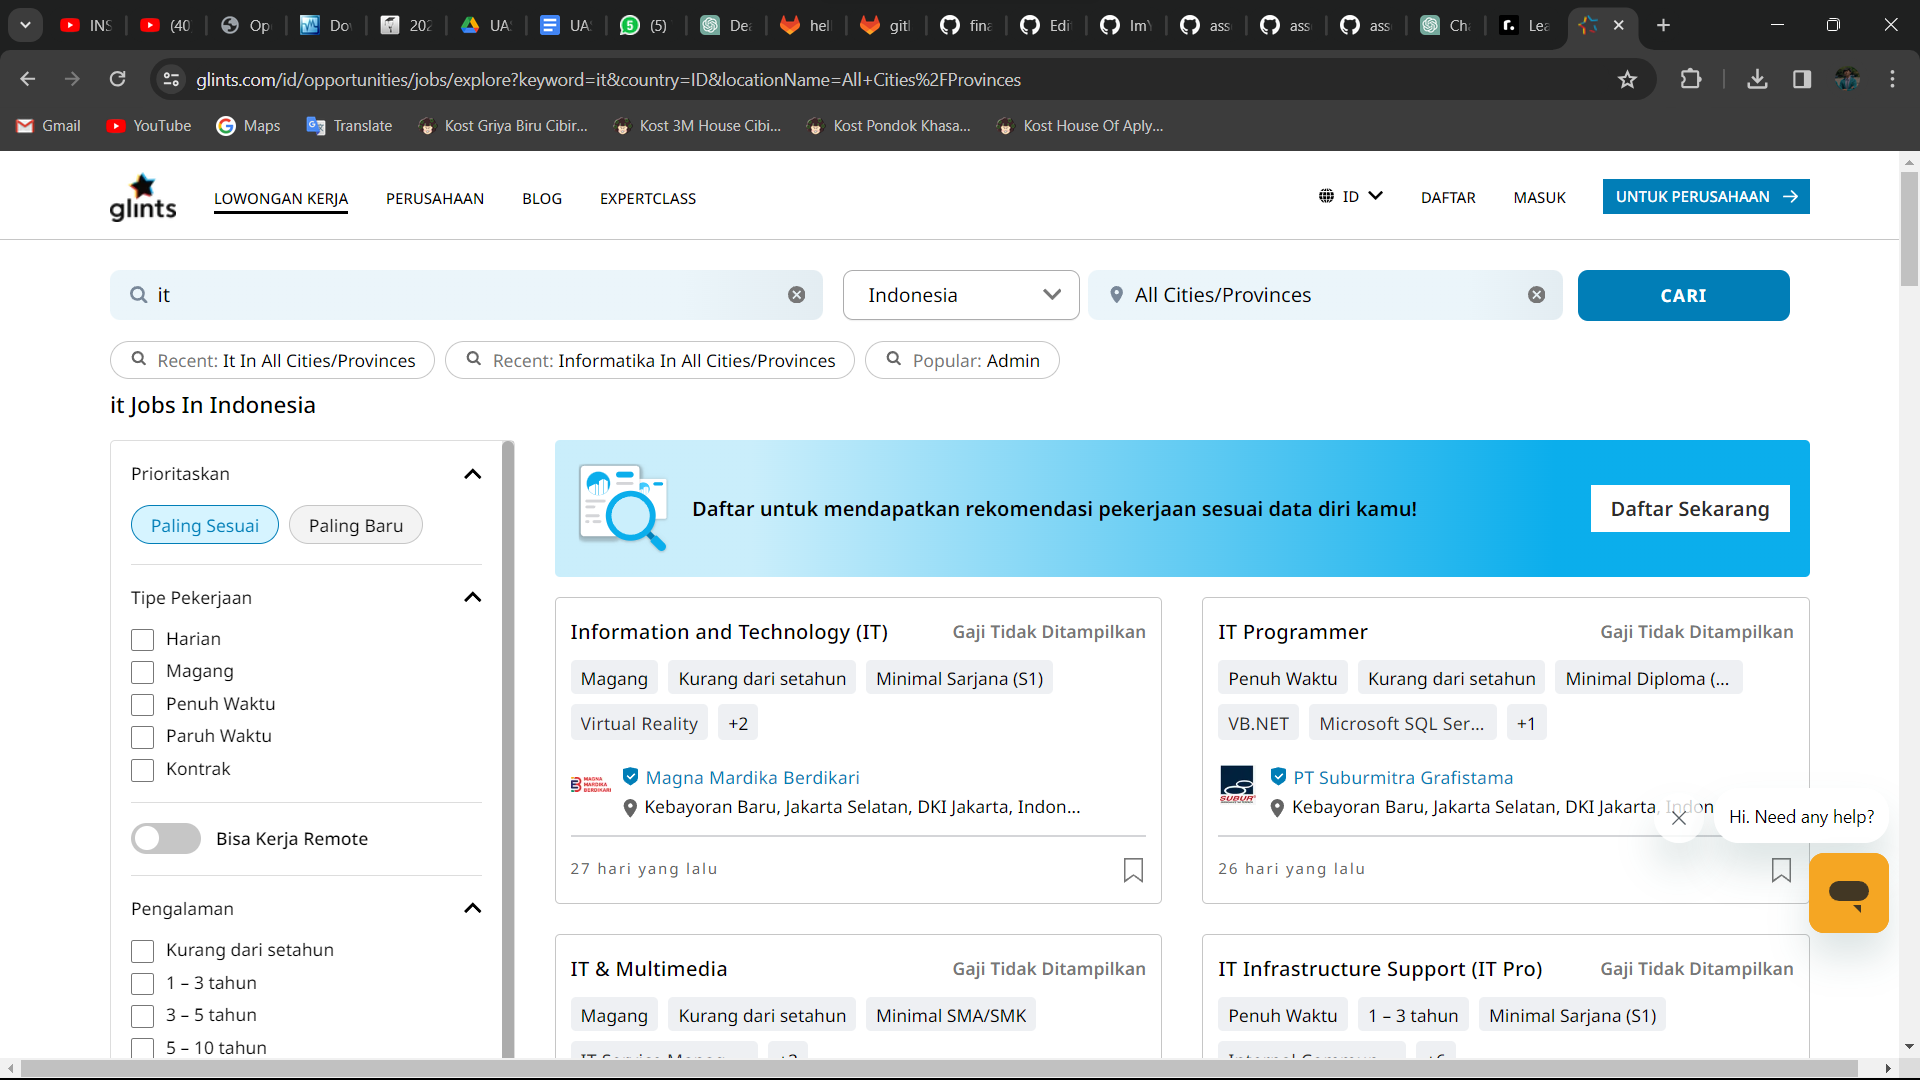 INS
(40
Op
Do
202
UA
UA
(5)
De
hell
gitl
fina
Edi
Im
ass
ass
ass
Ch
Lea
glints.com/id/opportunities/jobs/explore?keyword=it&country=ID&locationName=All+Cities%2FProvinces
Gmail
YouTube
Maps
Translate
Kost Griya Biru Cibir...
Kost 3M House Cibi...
Kost Pondok Khasa...
Kost House Of Aply...
glints
LOWONGAN KERJA
PERUSAHAAN
BLOG
EXPERTCLASS
ID
DAFTAR
MASUK
UNTUK PERUSAHAAN
it
Indonesia
All Cities/Provinces
CARI
Recent: It In All Cities/Provinces
Recent: Informatika In All Cities/Provinces
Popular: Admin
it Jobs In Indonesia
Prioritaskan
Paling Sesuai
Paling Baru
Tipe Pekerjaan
Harian
Magang
Penuh Waktu
Paruh Waktu
Kontrak
Bisa Kerja Remote
Pengalaman
Kurang dari setahun
1 – 3 tahun
3 – 5 tahun
5 – 10 tahun
Daftar untuk mendapatkan rekomendasi pekerjaan sesuai data diri kamu!
Daftar Sekarang
Information and Technology (IT)
Gaji Tidak Ditampilkan
Magang
Kurang dari setahun
Minimal Sarjana (S1)
Virtual Reality
+2
MAGNA MARDIKA BERDIKARI
Magna Mardika Berdikari
Kebayoran Baru, Jakarta Selatan, DKI Jakarta, Indon...
27 hari yang lalu
IT Programmer
Gaji Tidak Ditampilkan
Penuh Waktu
Kurang dari setahun
Minimal Diploma (...
VB.NET
Microsoft SQL Ser...
+1
SUBUR
PT Suburmitra Grafistama
Kebayoran Baru, Jakarta Selatan, DKI Jakarta, Indon
26 hari yang lalu
Hi. Need any help?
IT & Multimedia
Gaji Tidak Ditampilkan
Magang
Kurang dari setahun
Minimal SMA/SMK
IT Infrastructure Support (IT Pro)
Gaji Tidak Ditampilkan
Penuh Waktu
1 – 3 tahun
Minimal Sarjana (S1)